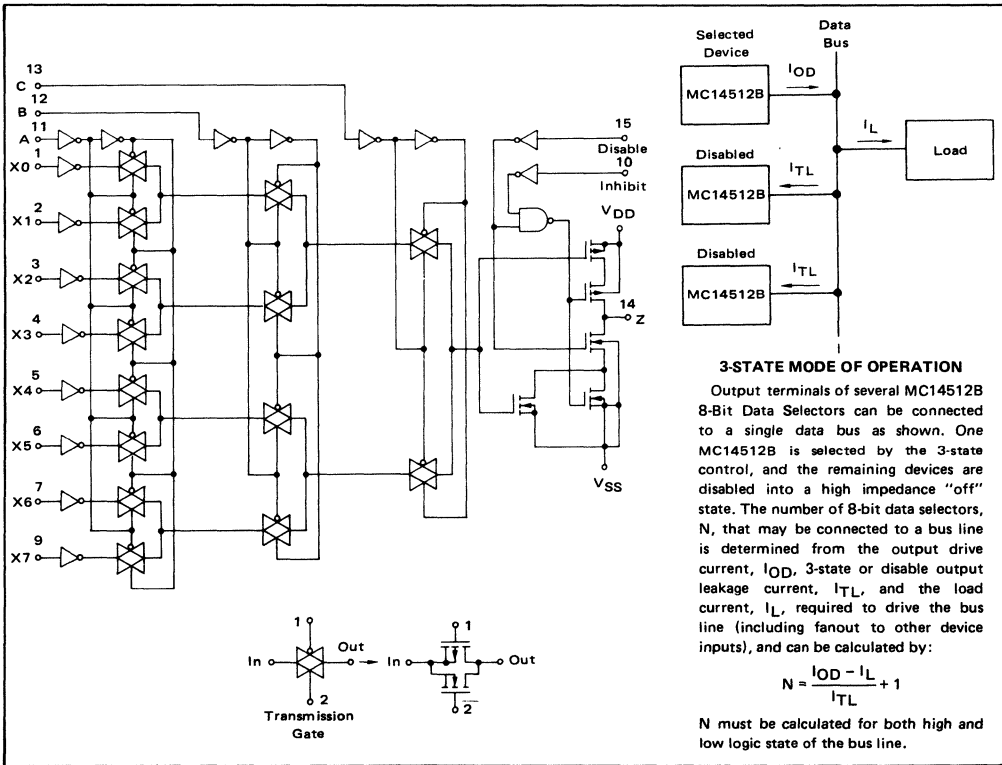 13
C
12
B
11
A
1
X0
2
X1
3
X2
4
X3
5
X4
6
X5
7
X6
9
X7
15
Disable
10
Inhibit
VDD
14
Z
VSS
1
In
Out
2
Transmission
Gate
1
In
Out
2
Data
Bus
Selected
Device
MC14512B
IOD
IL
Load
Disabled
MC14512B
ITL
Disabled
MC14512B
ITL
3-STATE MODE OF OPERATION
Output terminals of several MC14512B
8-Bit Data Selectors can be connected
to a single data bus as shown. One
MC14512B is selected by the 3-state
control, and the remaining devices are
disabled into a high impedance "off"
state. The number of 8-bit data selectors,
N, that may be connected to a bus line
is determined from the output drive
current, IOD, 3-state or disable output
leakage current, ITL, and the load
current, IL, required to drive the bus
line (including fanout to other device
inputs), and can be calculated by:
N = (IOD − IL) / ITL + 1
N must be calculated for both high and
low logic state of the bus line.